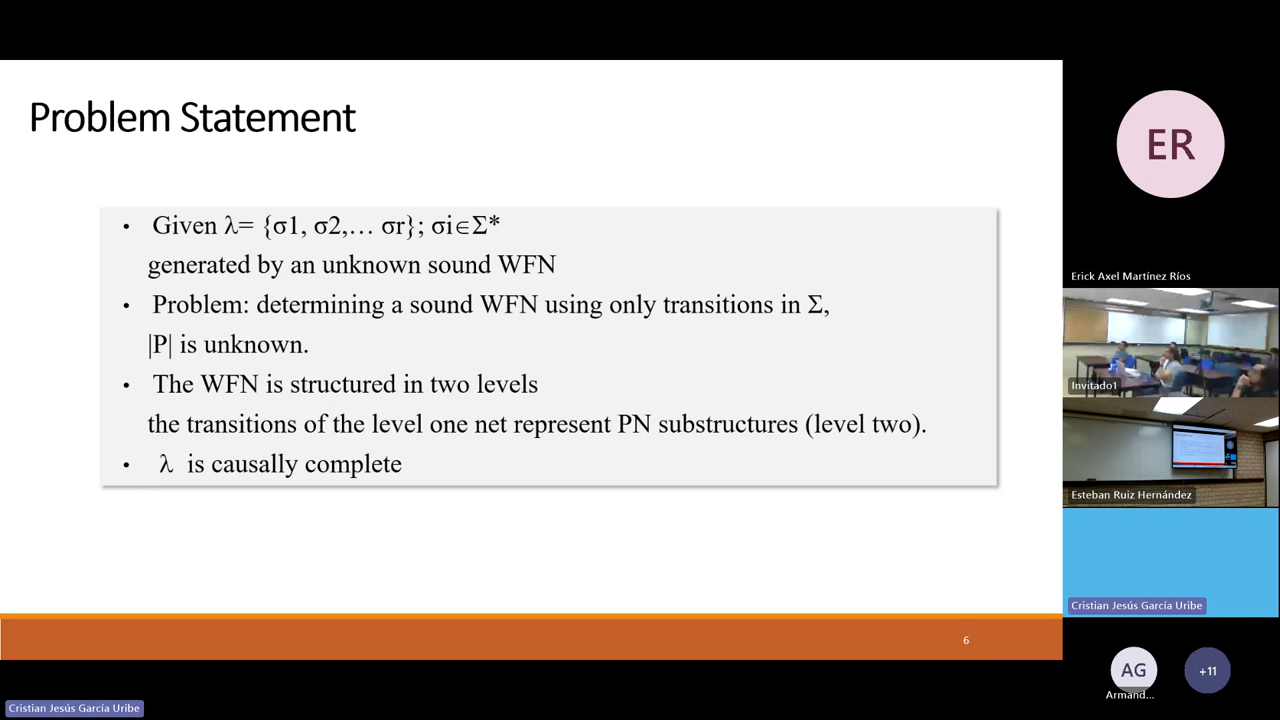 Problem Statement
• Given λ= {σ1, σ2,… σr}; σi∈Σ*
generated by an unknown sound WFN
• Problem: determining a sound WFN using only transitions in Σ,
|P| is unknown.
• The WFN is structured in two levels
the transitions of the level one net represent PN substructures (level two).
• λ is causally complete
6
ER
Erick Axel Martínez Ríos
Invitado1
Esteban Ruiz Hernández
Cristian Jesús García Uribe
AG
Armand...
+11
Cristian Jesús García Uribe